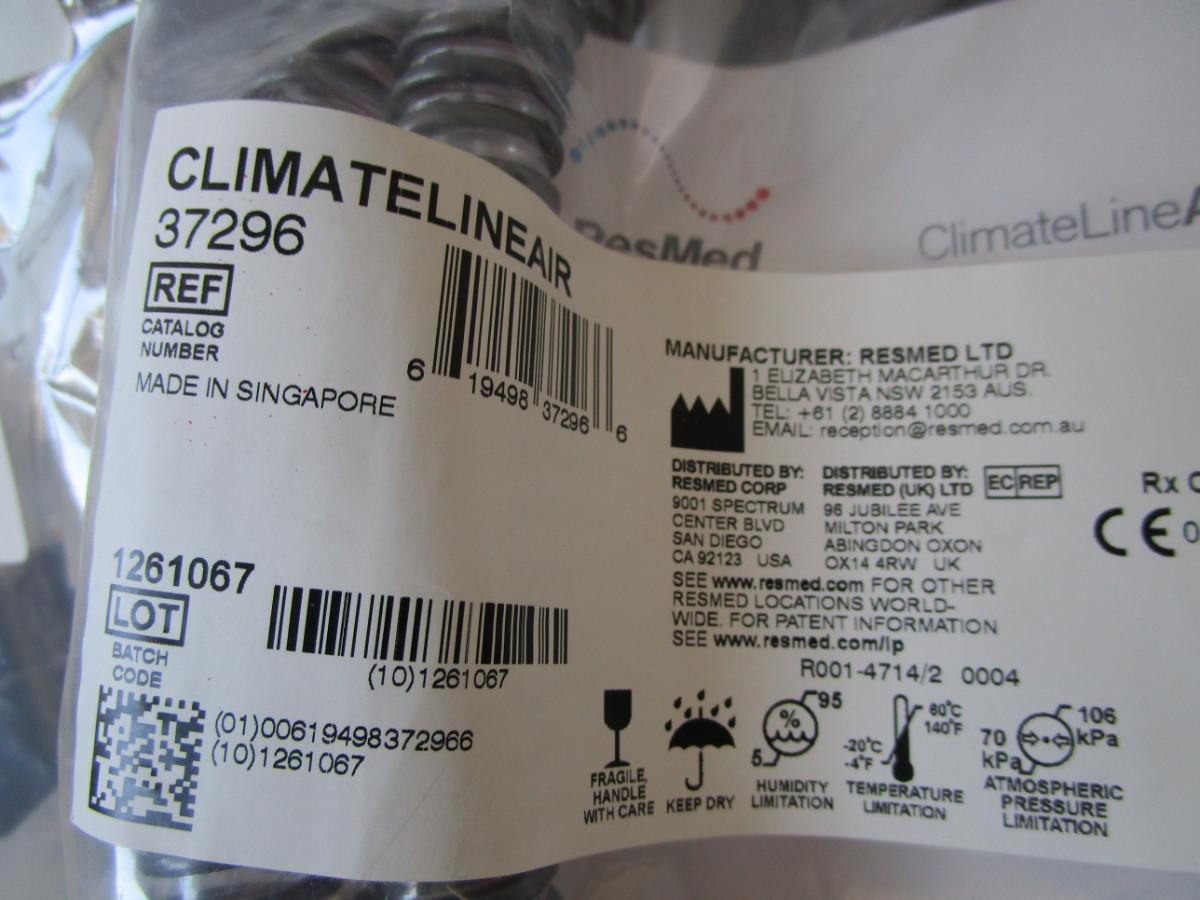 CLIMATELINEAIR
37296
REF
CATALOG
NUMBER
MADE IN SINGAPORE
6 19498 37296 6
1261067
LOT
BATCH
CODE
(10)1261067
(01)00619498372966
(10)1261067
ResMed
ClimateLineA
MANUFACTURER: RESMED LTD
1 ELIZABETH MACARTHUR DR.
BELLA VISTA NSW 2153 AUS.
TEL: +61 (2) 8884 1000
EMAIL: reception@resmed.com.au
DISTRIBUTED BY:
RESMED CORP
9001 SPECTRUM
CENTER BLVD
SAN DIEGO
CA 92123 USA
DISTRIBUTED BY:
RESMED (UK) LTD
96 JUBILEE AVE
MILTON PARK
ABINGDON OXON
OX14 4RW UK
EC REP
Rx
CE 0
SEE www.resmed.com FOR OTHER
RESMED LOCATIONS WORLD-
WIDE. FOR PATENT INFORMATION
SEE www.resmed.com/ip
R001-4714/2 0004
FRAGILE,
HANDLE
WITH CARE
KEEP DRY
95
%
5
HUMIDITY
LIMITATION
60°C
140°F
-20°C
-4°F
TEMPERATURE
LIMITATION
106
kPa
70
kPa
ATMOSPHERIC
PRESSURE
LIMITATION